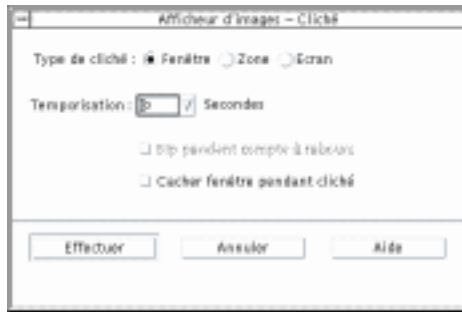 Afficheur d'images – Cliché
Type de cliché : Fenêtre Zone Ecran
Temporisation : Secondes
Bip pendant compte à rebours
Cacher fenêtre pendant cliché
Effectuer Annuler Aide